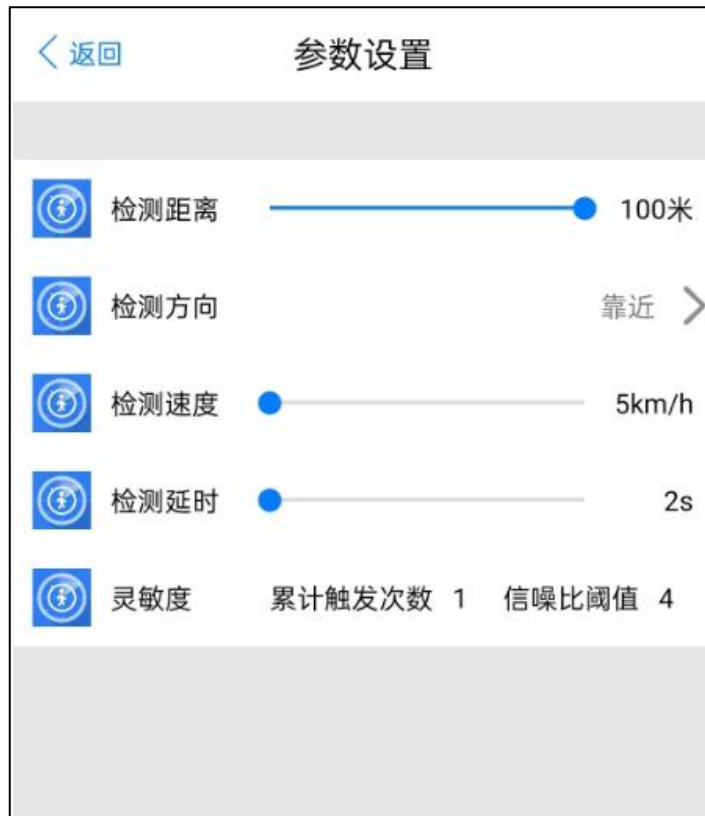 返回 参数设置
检测距离 100米
检测方向 靠近
检测速度 5km/h
检测延时 2s
灵敏度 累计触发次数 1 信噪比阈值 4